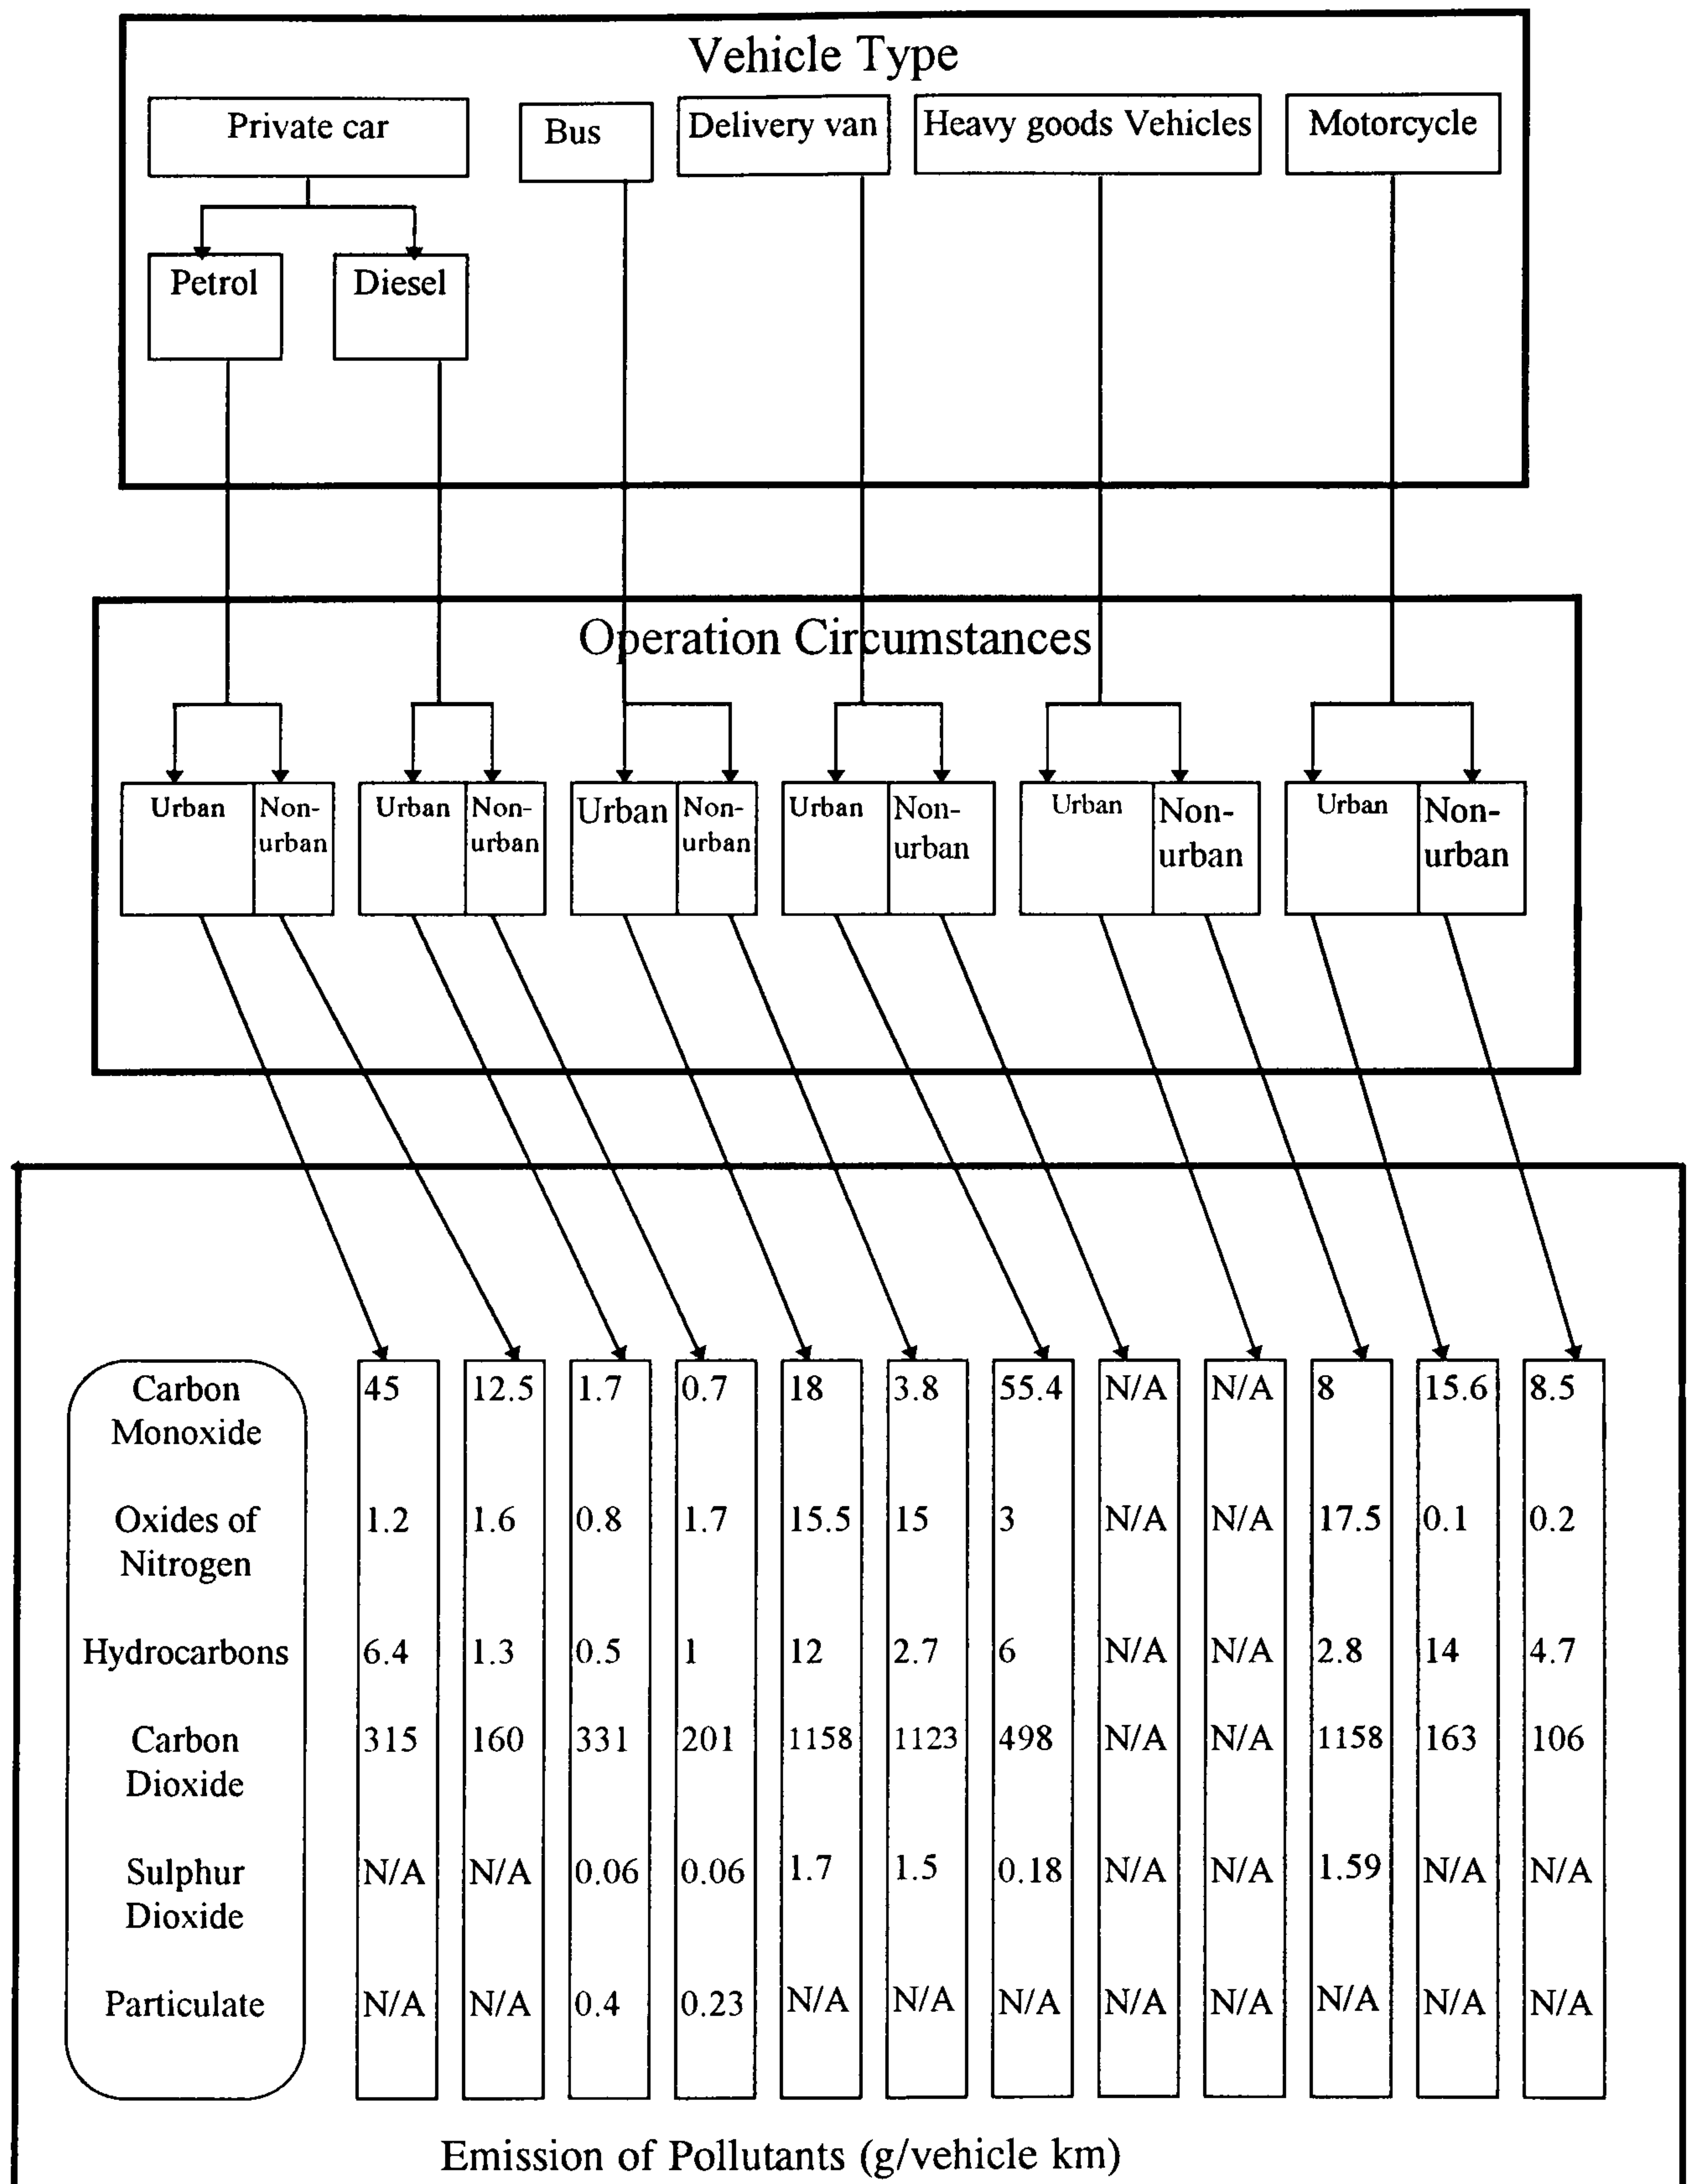 Vehicle Type
Private car
Bus
Delivery van
Heavy goods Vehicles
Motorcycle
Petrol
Diesel
Operation Circumstances
Urban
Non-
urban
Urban
Non-
urban
Urban
Non-
urban
Urban
Non-
urban
Urban
Non-
urban
Urban
Non-
urban
Carbon
Monoxide
45 12.5 1.7 0.7 18 3.8 55.4 N/A N/A 8 15.6 8.5
Oxides of
Nitrogen
1.2 1.6 0.8 1.7 15.5 15 3 N/A N/A 17.5 0.1 0.2
Hydrocarbons
6.4 1.3 0.5 1 12 2.7 6 N/A N/A 2.8 14 4.7
Carbon
Dioxide
315 160 331 201 1158 1123 498 N/A N/A 1158 163 106
Sulphur
Dioxide
N/A N/A 0.06 0.06 1.7 1.5 0.18 N/A N/A 1.59 N/A N/A
Particulate
N/A N/A 0.4 0.23 N/A N/A N/A N/A N/A N/A N/A N/A
Emission of Pollutants (g/vehicle km)